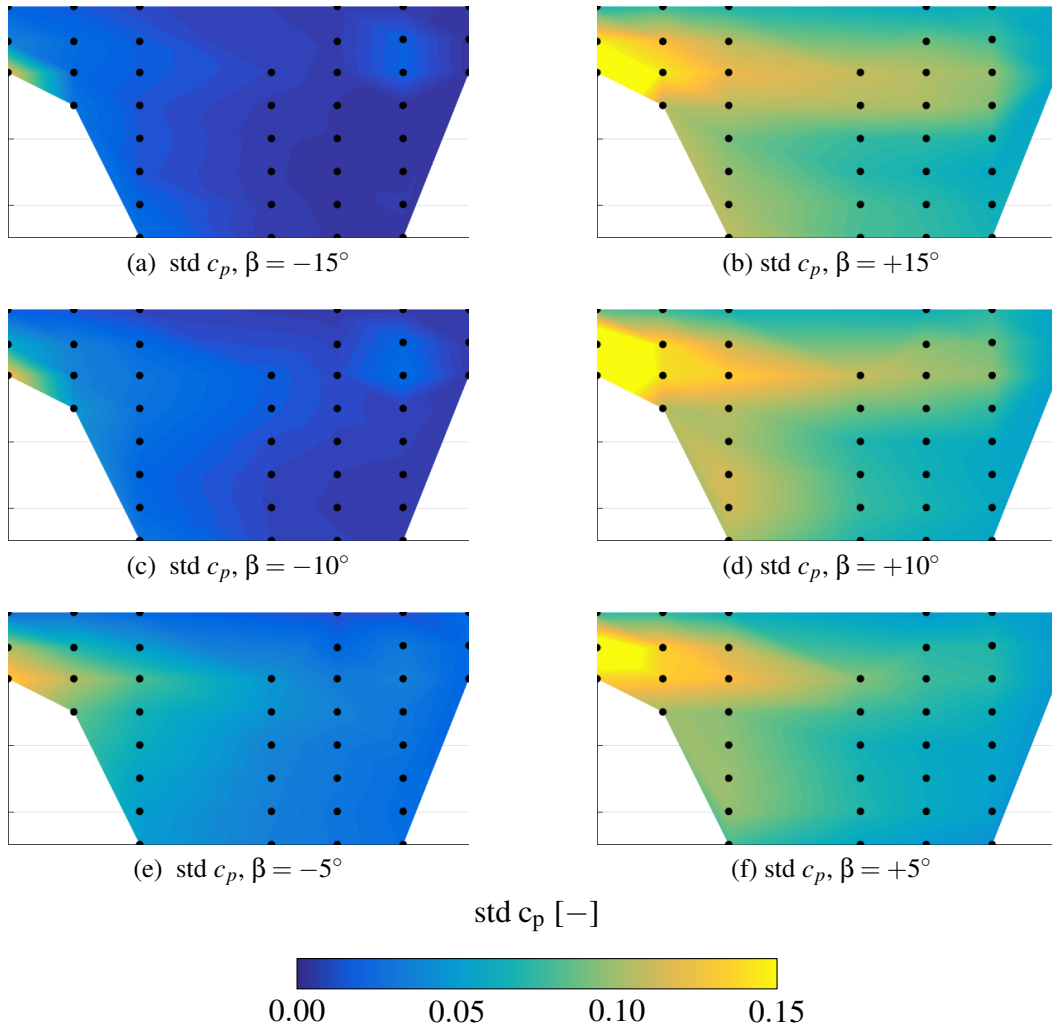 (a) std c_p, β = −15°
(b) std c_p, β = +15°
(c) std c_p, β = −10°
(d) std c_p, β = +10°
(e) std c_p, β = −5°
(f) std c_p, β = +5°
std c_p [−]
0.00 0.05 0.10 0.15